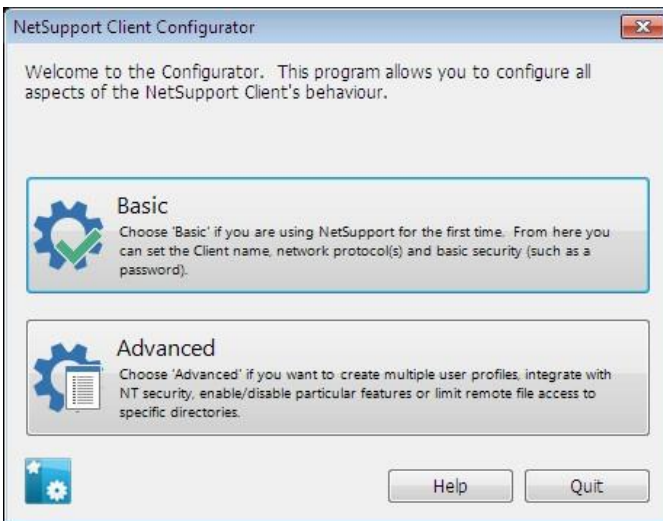 NetSupport Client Configurator
Welcome to the Configurator. This program allows you to configure all
aspects of the NetSupport Client's behaviour.
Basic
Choose 'Basic' if you are using NetSupport for the first time. From here you
can set the Client name, network protocol(s) and basic security (such as a
password).
Advanced
Choose 'Advanced' if you want to create multiple user profiles, integrate with
NT security, enable/disable particular features or limit remote file access to
specific directories.
Help
Quit